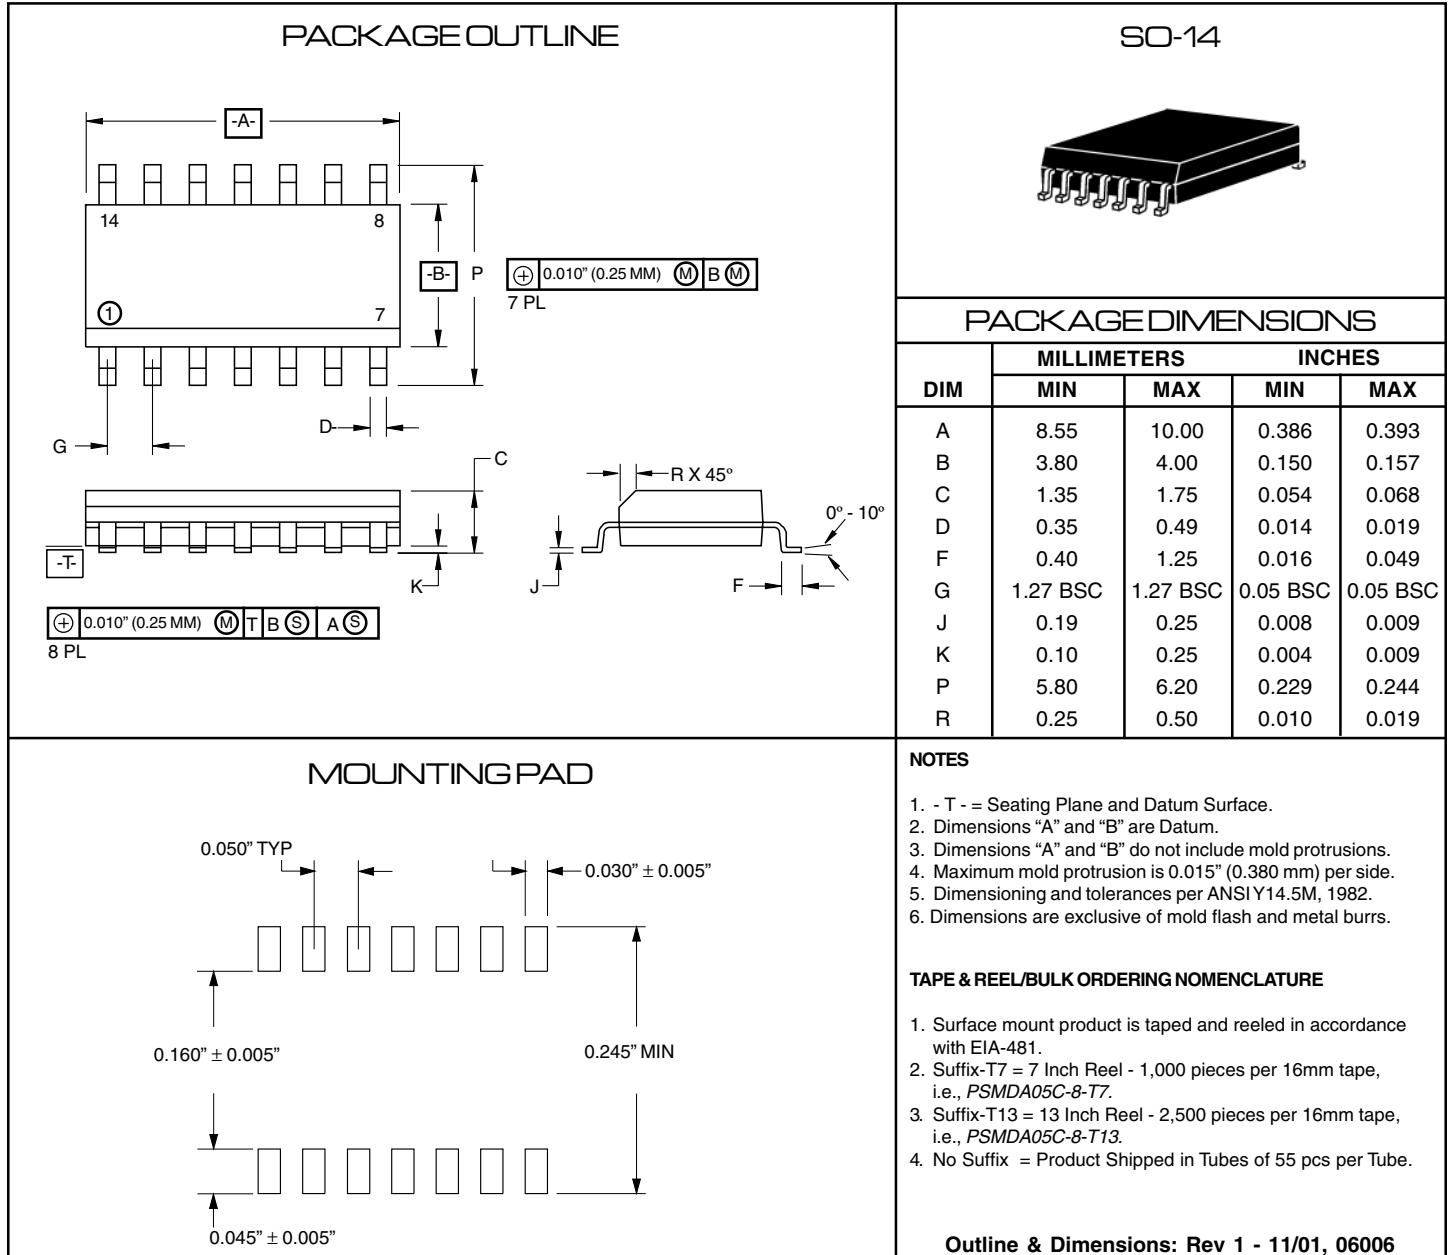 PACKAGE OUTLINE
-A-
14
8
1
7
-B-
P
⌖ 0.010” (0.25 MM) Ⓜ B Ⓜ
7 PL
D
G
C
-T-
K
⌖ 0.010” (0.25 MM) Ⓜ T B Ⓢ A Ⓢ
8 PL
R X 45º
0º - 10º
J
F
SO-14
PACKAGE DIMENSIONS
MILLIMETERS INCHES
DIM MIN MAX MIN MAX
A 8.55 10.00 0.386 0.393
B 3.80 4.00 0.150 0.157
C 1.35 1.75 0.054 0.068
D 0.35 0.49 0.014 0.019
F 0.40 1.25 0.016 0.049
G 1.27 BSC 1.27 BSC 0.05 BSC 0.05 BSC
J 0.19 0.25 0.008 0.009
K 0.10 0.25 0.004 0.009
P 5.80 6.20 0.229 0.244
R 0.25 0.50 0.010 0.019
MOUNTING PAD
0.050” TYP
0.030” ± 0.005”
0.160” ± 0.005”
0.245” MIN
0.045” ± 0.005”
NOTES
1. - T - = Seating Plane and Datum Surface.
2. Dimensions “A” and “B” are Datum.
3. Dimensions “A” and “B” do not include mold protrusions.
4. Maximum mold protrusion is 0.015” (0.380 mm) per side.
5. Dimensioning and tolerances per ANSI Y14.5M, 1982.
6. Dimensions are exclusive of mold flash and metal burrs.
TAPE & REEL/BULK ORDERING NOMENCLATURE
1. Surface mount product is taped and reeled in accordance
with EIA-481.
2. Suffix-T7 = 7 Inch Reel - 1,000 pieces per 16mm tape,
i.e., PSMDA05C-8-T7.
3. Suffix-T13 = 13 Inch Reel - 2,500 pieces per 16mm tape,
i.e., PSMDA05C-8-T13.
4. No Suffix = Product Shipped in Tubes of 55 pcs per Tube.
Outline & Dimensions: Rev 1 - 11/01, 06006